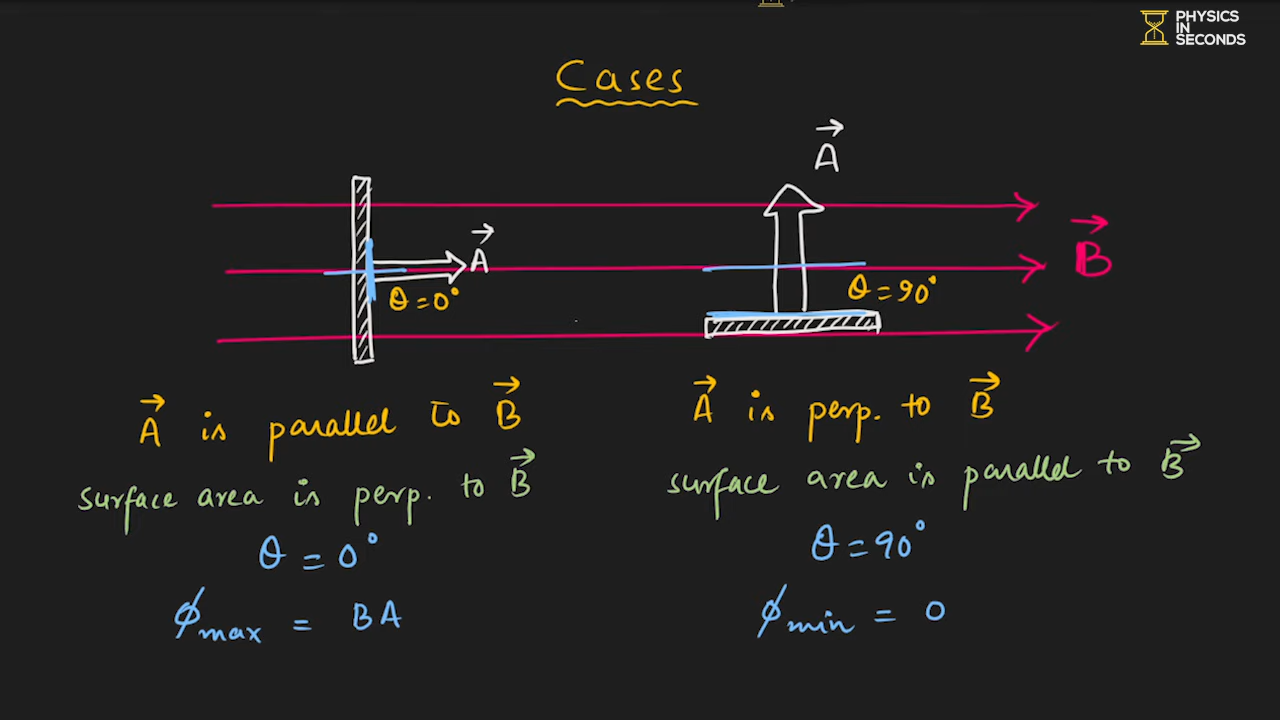 PHYSICS
IN
SECONDS
Cases
A⃗
A⃗
B⃗
θ = 0°
θ = 90°
A⃗ is parallel to B⃗
surface area is perp. to B⃗
θ = 0°
ϕmax = BA
A⃗ is perp. to B⃗
surface area is parallel to B⃗
θ = 90°
ϕmin = 0